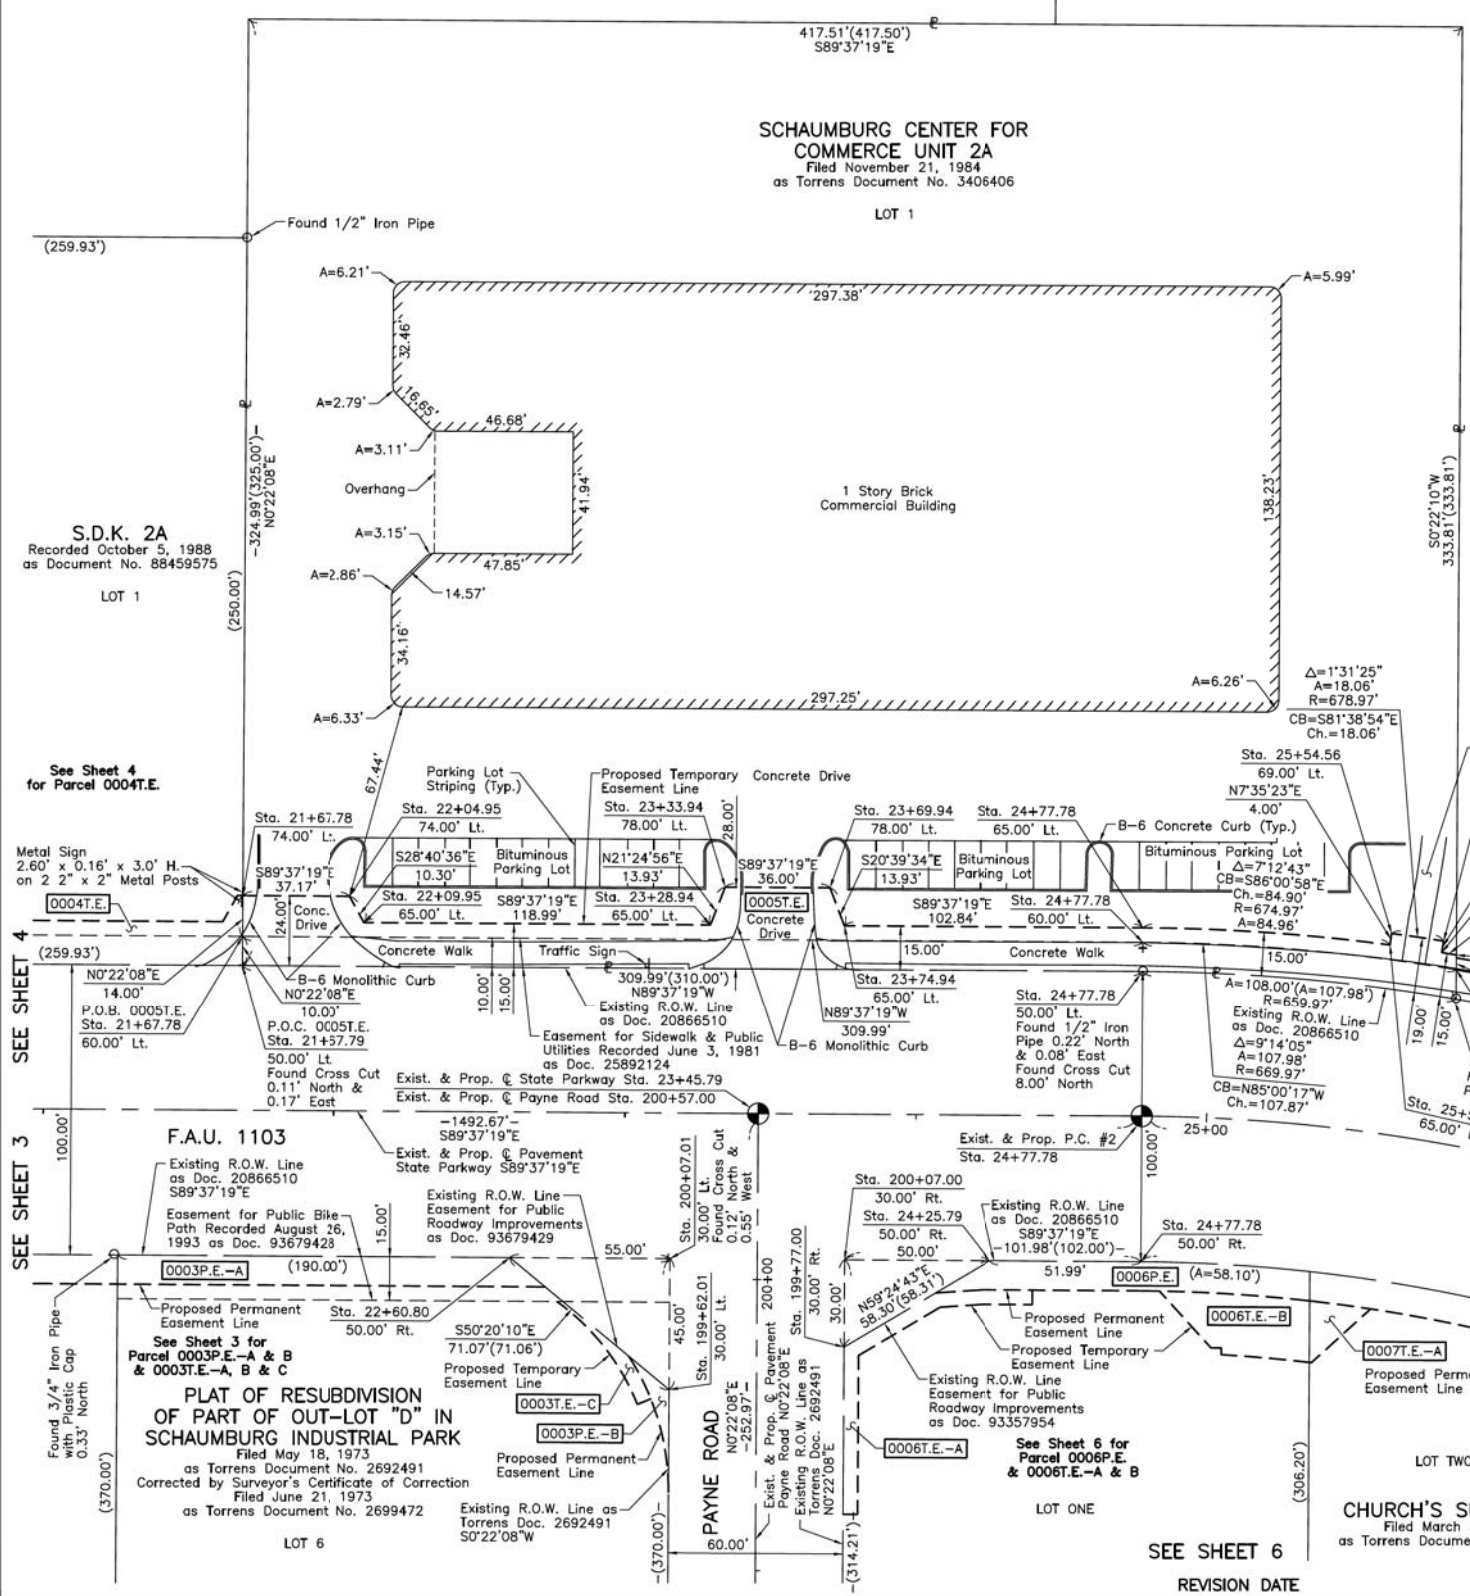 417.51'(417.50')
S89°37'19"E
SCHAUMBURG CENTER FOR
COMMERCE UNIT 2A
Filed November 21, 1984
as Torrens Document No. 3406406
LOT 1
Found 1/2" Iron Pipe
(259.93')
A=6.21'
297.38'
A=5.99'
32.46'
A=2.79'
16.65'
46.68'
A=3.11'
Overhang
41.94'
1 Story Brick
Commercial Building
138.23'
-324.99'(325.00')-
N0°22'08"E
S0°22'10"W
333.81'(333.81')
S.D.K. 2A
Recorded October 5, 1988
as Document No. 88459575
LOT 1
(250.00')
A=3.15'
47.85'
A=2.86'
14.57'
34.16'
A=6.33'
297.25'
A=6.26'
△=1°31'25"
A=18.06'
R=678.97'
CB=S81°38'54"E
Ch.=18.06'
67.44'
See Sheet 4
for Parcel 0004T.E.
Parking Lot
Striping (Typ.)
Proposed Temporary
Easement Line
Concrete Drive
Sta. 25+54.56
69.00' Lt.
N7°35'23"E
4.00'
Sta. 21+67.78
74.00' Lt.
Sta. 22+04.95
74.00' Lt.
Sta. 23+33.94
78.00' Lt.
28.00'
Sta. 23+69.94
78.00' Lt.
Sta. 24+77.78
65.00' Lt.
B-6 Concrete Curb (Typ.)
Metal Sign
2.60' x 0.16' x 3.0' H.
on 2 2" x 2" Metal Posts
0004T.E.
S89°37'19"E
37.17'
S28°40'36"E
10.30'
Bituminous
Parking Lot
N21°24'56"E
13.93'
S89°37'19"E
36.00'
S20°39'34"E
13.93'
Bituminous
Parking Lot
Bituminous Parking Lot
△=7°12'43"
CB=S86°00'58"E
Ch.=84.90'
R=674.97'
A=84.96'
24.00'
Conc.
Drive
Sta. 22+09.95
65.00' Lt.
S89°37'19"E
118.99'
Sta. 23+28.94
65.00' Lt.
0005T.E.
Concrete
Drive
S89°37'19"E
102.84'
Sta. 24+77.78
60.00' Lt.
SEE SHEET 4
(259.93')
Concrete Walk
Traffic Sign
15.00'
Concrete Walk
15.00'
N0°22'08"E
14.00'
P.O.B. 0005T.E.
Sta. 21+67.78
60.00' Lt.
B-6 Monolithic Curb
N0°22'08"E
10.00'
P.O.C. 0005T.E.
Sta. 21+67.79
50.00' Lt.
Found Cross Cut
0.11' North &
0.17' East
10.00'
15.00'
309.99'(310.00')
N89°37'19"W
Existing R.O.W. Line
as Doc. 20866510
Easement for Sidewalk & Public
Utilities Recorded June 3, 1981
as Doc. 25892124
Sta. 23+74.94
65.00' Lt.
N89°37'19"W
309.99'
B-6 Monolithic Curb
Sta. 24+77.78
50.00' Lt.
Found 1/2" Iron
Pipe 0.22' North
& 0.08' East
Found Cross Cut
8.00' North
A=108.00'(A=107.98')
R=659.97'
Existing R.O.W. Line
as Doc. 20866510
△=9°14'05"
A=107.98'
R=669.97'
CB=N85°00'17"W
Ch.=107.87'
19.00'
15.00'
65.00'
Exist. & Prop. ℄ State Parkway Sta. 23+45.79
Exist. & Prop. ℄ Payne Road Sta. 200+57.00
-1492.67'-
S89°37'19"E
Exist. & Prop. ℄ Pavement
State Parkway S89°37'19"E
Exist. & Prop. P.C. #2
Sta. 24+77.78
25+00
100.00'
SEE SHEET 3
100.00'
F.A.U. 1103
Existing R.O.W. Line
as Doc. 20866510
S89°37'19"E
Easement for Public Bike
Path Recorded August 26,
1993 as Doc. 93679428
15.00'
Existing R.O.W. Line
Easement for Public
Roadway Improvements
as Doc. 93679429
Sta. 200+07.01
30.00' Lt.
Found Cross Cut
0.12' North &
0.55' West
Sta. 200+07.00
30.00' Rt.
Sta. 24+25.79
50.00' Rt.
Existing R.O.W. Line
as Doc. 20866510
S89°37'19"E
-101.98'(102.00')-
Sta. 24+77.78
50.00' Rt.
0003P.E.-A
(190.00')
55.00'
50.00'
51.99'
0006P.E.
(A=58.10')
Found 3/4" Iron Pipe
with Plastic Cap
0.33' North
Proposed Permanent
Easement Line
See Sheet 3 for
Parcel 0003P.E.-A & B
& 0003T.E.-A, B & C
Sta. 22+60.80
50.00' Rt.
S50°20'10"E
71.07'(71.06')
Proposed Temporary
Easement Line
0003T.E.-C
0003P.E.-B
Proposed Permanent
Easement Line
45.00'
Sta. 199+62.01
30.00' Lt.
200+00
Sta. 199+77.00
30.00' Rt.
30.00'
N59°24'43"E
58.30'(58.31')
Proposed Permanent
Easement Line
Proposed Temporary
Easement Line
0006T.E.-B
0007T.E.-A
Easement Line
Existing R.O.W. Line
Easement for Public
Roadway Improvements
as Doc. 93357954
PLAT OF RESUBDIVISION
OF PART OF OUT-LOT "D" IN
SCHAUMBURG INDUSTRIAL PARK
Filed May 18, 1973
as Torrens Document No. 2692491
Corrected by Surveyor's Certificate of Correction
Filed June 21, 1973
as Torrens Document No. 2699472
LOT 6
(370.00')
Existing R.O.W. Line as
Torrens Doc. 2692491
S0°22'08"W
-(370.00')-
PAYNE ROAD
N0°22'08"E
-252.97'-
Exist. & Prop. ℄ Pavement
Payne Road N0°22'08"E
Existing R.O.W. Line as
Torrens Doc. 2692491
N0°22'08"E
60.00'
-(314.21')-
0006T.E.-A
See Sheet 6 for
Parcel 0006P.E.
& 0006T.E.-A & B
LOT ONE
(306.20')
LOT TWO
CHURCH'S
Filed March
as Torrens
SEE SHEET 6
REVISION DATE